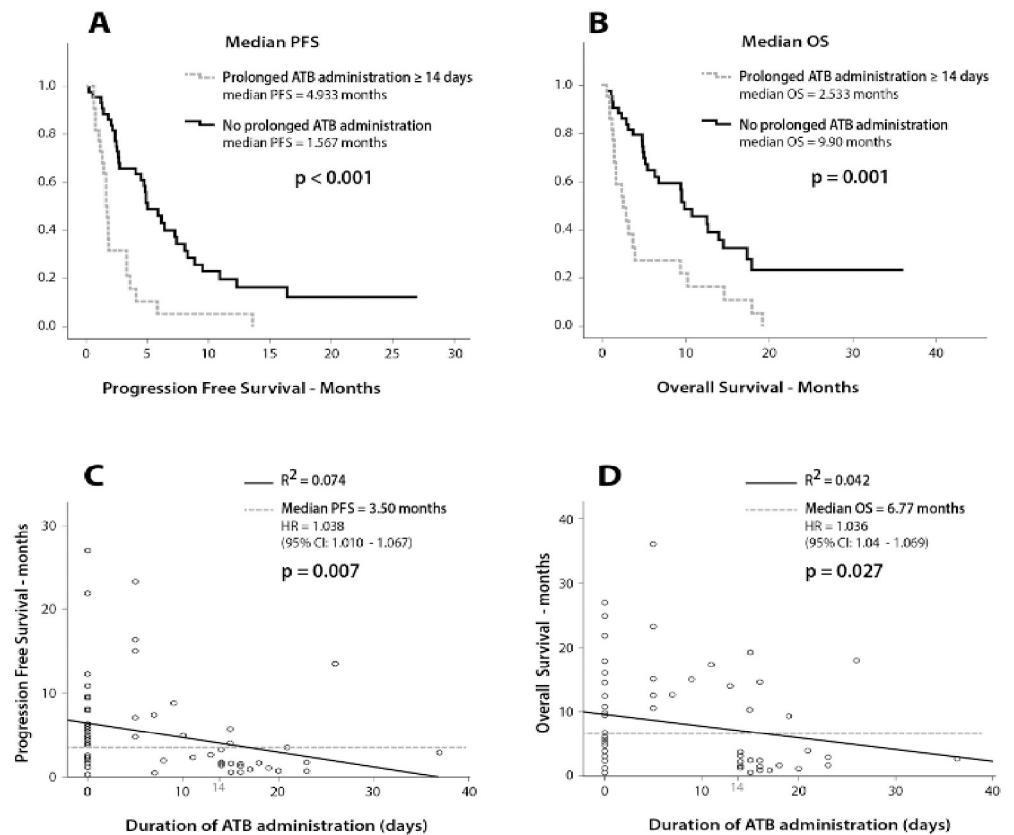 A
Median PFS
Prolonged ATB administration ≥ 14 days
median PFS = 4.933 months
No prolonged ATB administration
median PFS = 1.567 months
p < 0.001
1.0
0.8
0.6
0.4
0.2
0.0
0 5 10 15 20 25 30
Progression Free Survival - Months
B
Median OS
Prolonged ATB administration ≥ 14 days
median OS = 2.533 months
No prolonged ATB administration
median OS = 9.90 months
p = 0.001
1.0
0.8
0.6
0.4
0.2
0.0
0 10 20 30 40
Overall Survival - Months
C
R² = 0.074
Median PFS = 3.50 months
HR = 1.038
(95% CI: 1.010 - 1.067)
p = 0.007
Progression Free Survival - months
30
20
10
0
0 10 14 20 30 40
Duration of ATB administration (days)
D
R² = 0.042
Median OS = 6.77 months
HR = 1.036
(95% CI: 1.04 - 1.069)
p = 0.027
Overall Survival - months
40
30
20
10
0
0 10 14 20 30 40
Duration of ATB administration (days)